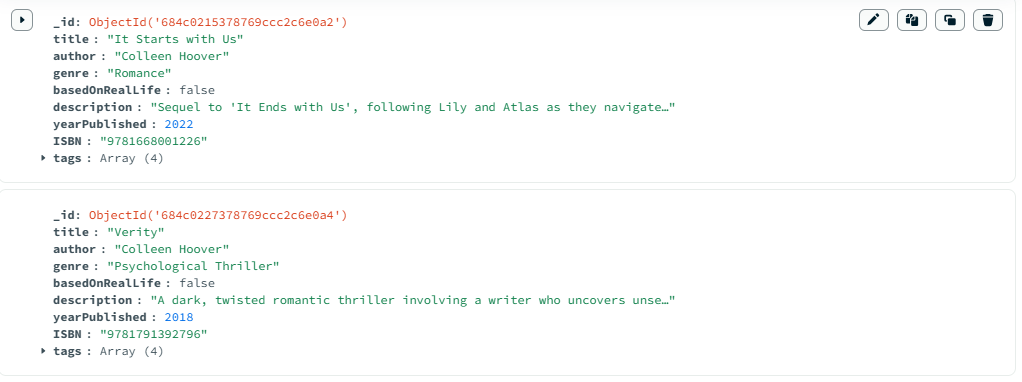 _id: ObjectId('684c0215378769ccc2c6e0a2')
title : "It Starts with Us"
author : "Colleen Hoover"
genre : "Romance"
basedOnRealLife : false
description : "Sequel to 'It Ends with Us', following Lily and Atlas as they navigate…"
yearPublished : 2022
ISBN : "9781668001226"
tags : Array (4)
_id: ObjectId('684c0227378769ccc2c6e0a4')
title : "Verity"
author : "Colleen Hoover"
genre : "Psychological Thriller"
basedOnRealLife : false
description : "A dark, twisted romantic thriller involving a writer who uncovers unse…"
yearPublished : 2018
ISBN : "9781791392796"
tags : Array (4)